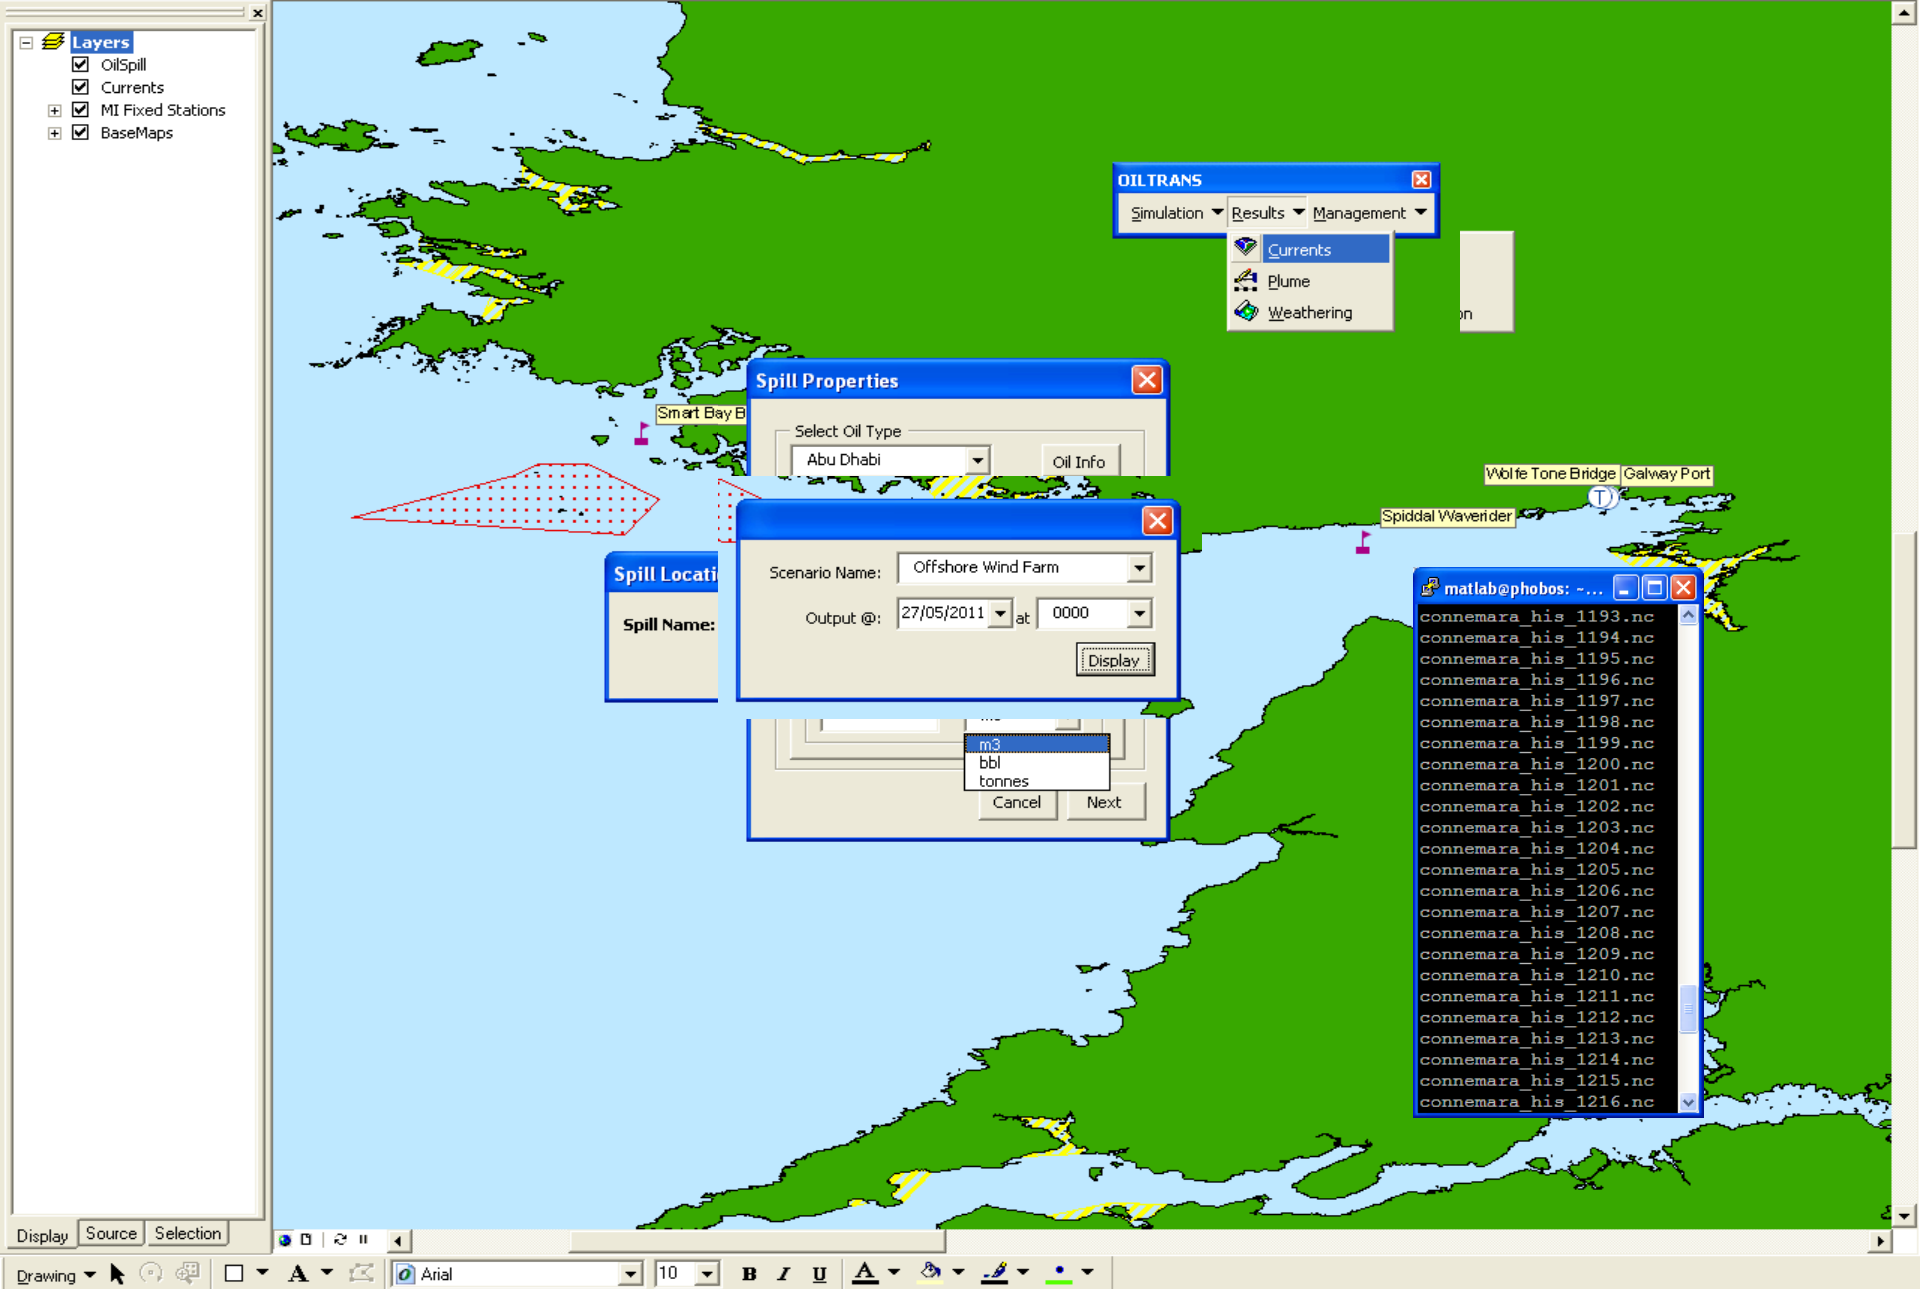 Layers
OilSpill
Currents
MI Fixed Stations
BaseMaps
OILTRANS
Simulation Results Management
Currents
Plume
Weathering
on
Spill Properties
Smart Bay B
Select Oil Type
Abu Dhabi Oil Info
Wolfe Tone Bridge Galway Port
T
Spiddal Waverider
Scenario Name: Offshore Wind Farm
Output @: 27/05/2011 at 0000
Display
Spill Locati
Spill Name:
m3
bbl
tonnes
Cancel Next
matlab@phobos: ~...
connemara_his_1193.nc
connemara_his_1194.nc
connemara_his_1195.nc
connemara_his_1196.nc
connemara_his_1197.nc
connemara_his_1198.nc
connemara_his_1199.nc
connemara_his_1200.nc
connemara_his_1201.nc
connemara_his_1202.nc
connemara_his_1203.nc
connemara_his_1204.nc
connemara_his_1205.nc
connemara_his_1206.nc
connemara_his_1207.nc
connemara_his_1208.nc
connemara_his_1209.nc
connemara_his_1210.nc
connemara_his_1211.nc
connemara_his_1212.nc
connemara_his_1213.nc
connemara_his_1214.nc
connemara_his_1215.nc
connemara_his_1216.nc
Display Source Selection
Drawing A Arial 10 B I U A